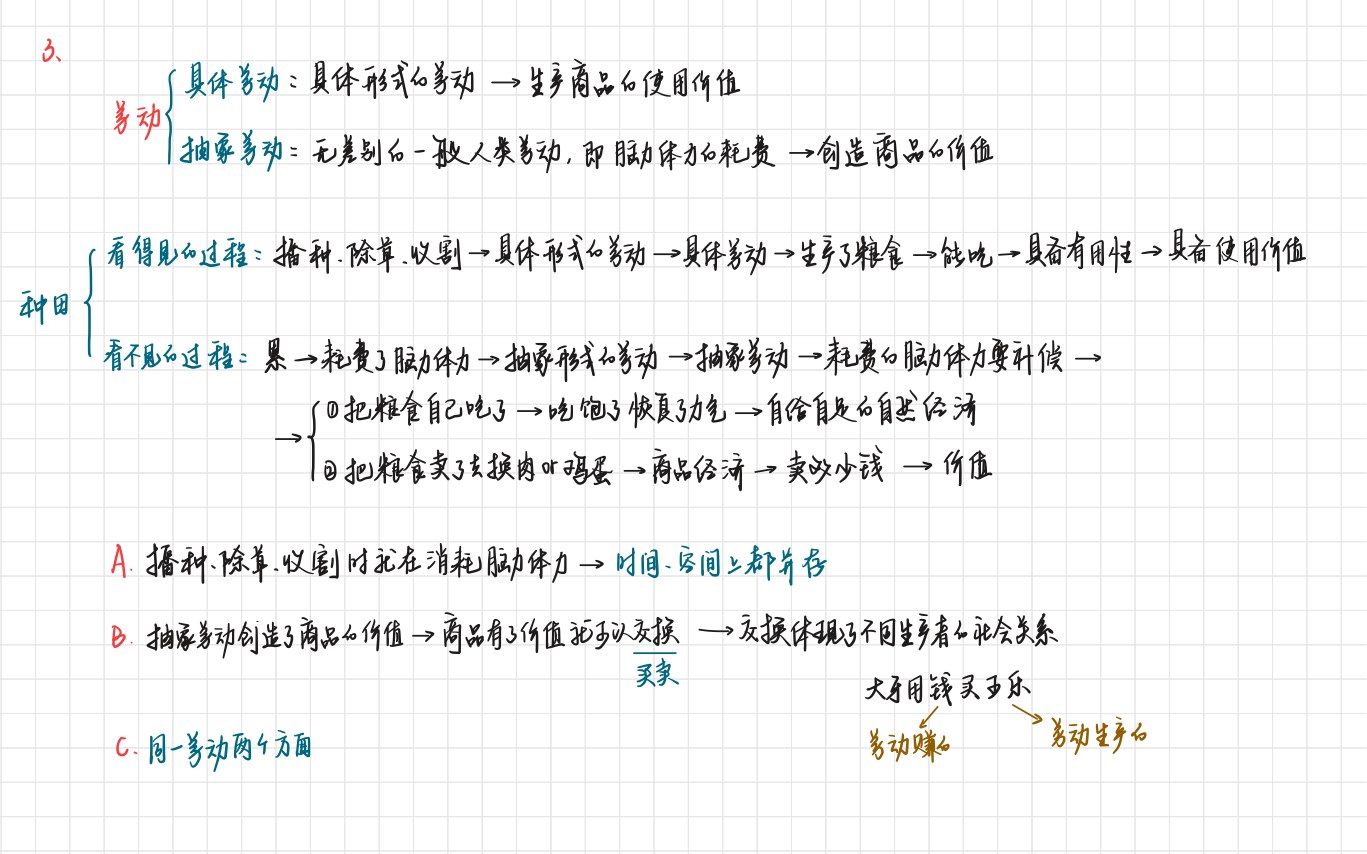 3、
劳动
具体劳动：具体形式的劳动 →生产商品的使用价值
抽象劳动：无差别的一般人类劳动，即脑力体力的耗费 →创造商品的价值
种田
看得见的过程：播种、除草、收割→具体形式的劳动→具体劳动→生产了粮食→能吃→具备有用性→具备使用价值
看不见的过程：累→耗费了脑力体力→抽象形式的劳动→抽象劳动→耗费的脑力体力要补偿 →
→ ①把粮食自己吃了→吃饱了恢复了力气→自给自足的自然经济
②把粮食卖了去换肉or鸡蛋→商品经济→卖多少钱 → 价值
A. 播种、除草、收割时就在消耗脑力体力→ 时间、空间上都并存
B. 抽象劳动创造了商品的价值→商品有了价值就可以交换 →交换体现了不同生产者的社会关系
买卖
大牙用钱买可乐
劳动赚的
劳动生产的
C. 同一劳动两个方面